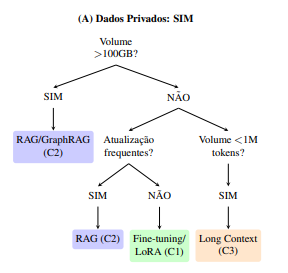 (A) Dados Privados: SIM
Volume
>100GB?
SIM
NÃO
RAG/GraphRAG
(C2)
Atualização
frequentes?
Volume <1M
tokens?
SIM
NÃO
SIM
RAG (C2)
Fine-tuning/
LoRA (C1)
Long Context
(C3)